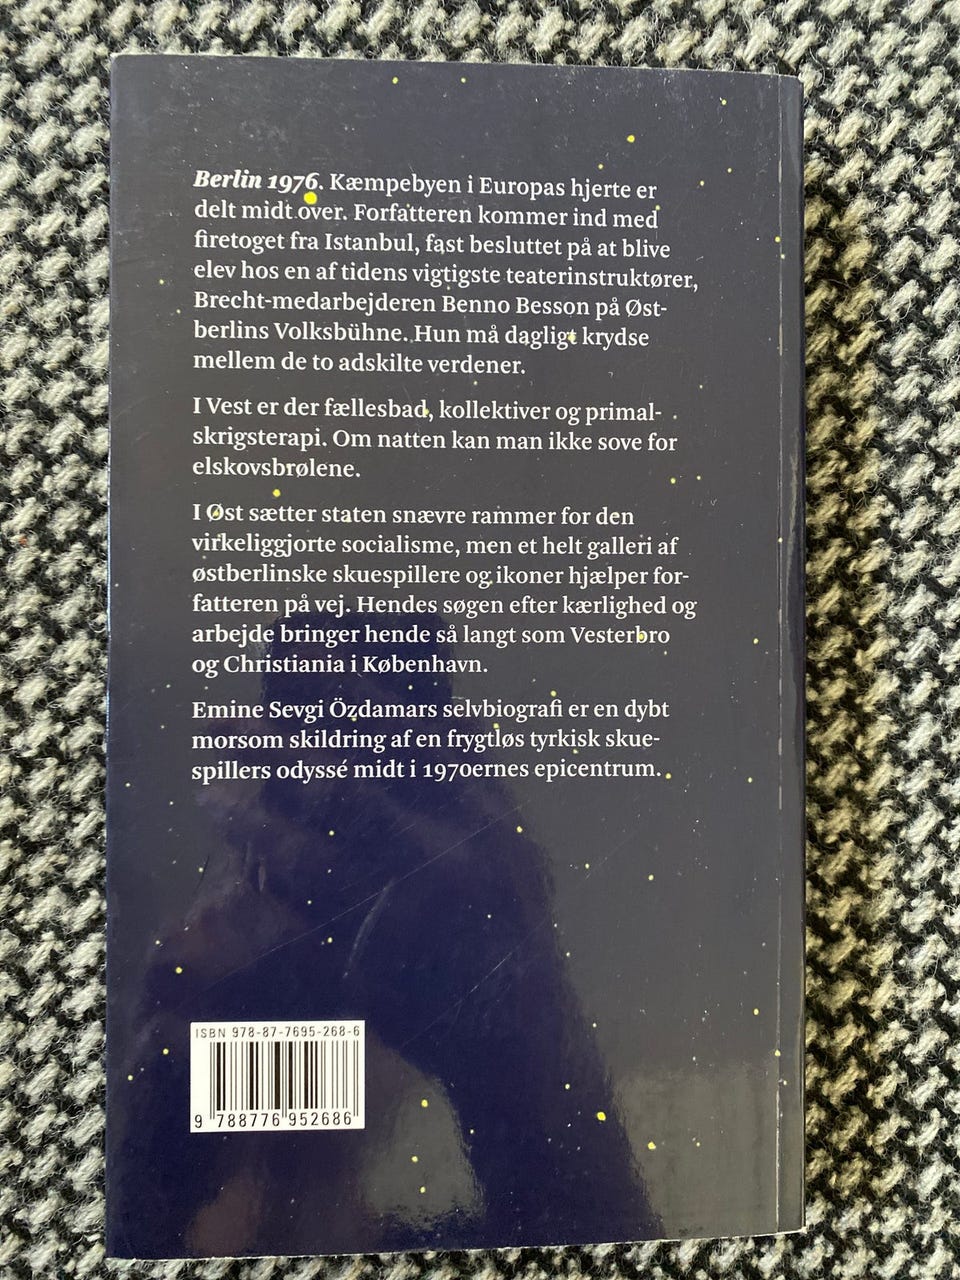 Berlin 1976. Kæmpebyen i Europas hjerte er
delt midt over. Forfatteren kommer ind med
firetoget fra Istanbul, fast besluttet på at blive
elev hos en af tidens vigtigste teaterinstruktører,
Brecht-medarbejderen Benno Besson på Øst-
berlins Volksbühne. Hun må dagligt krydse
mellem de to adskilte verdener.
I Vest er der fællesbad, kollektiver og primal-
skrigsterapi. Om natten kan man ikke sove for
elskovsbrølene.
I Øst sætter staten snævre rammer for den
virkeliggjorte socialisme, men et helt galleri af
østberlinske skuespillere og ikoner hjælper for-
fatteren på vej. Hendes søgen efter kærlighed og
arbejde bringer hende så langt som Vesterbro
og Christiania i København.
Emine Sevgi Özdamars selvbiografi er en dybt
morsom skildring af en frygtløs tyrkisk skue-
spillers odyssé midt i 1970ernes epicentrum.
ISBN 978-87-7695-268-6
9 788776 952686